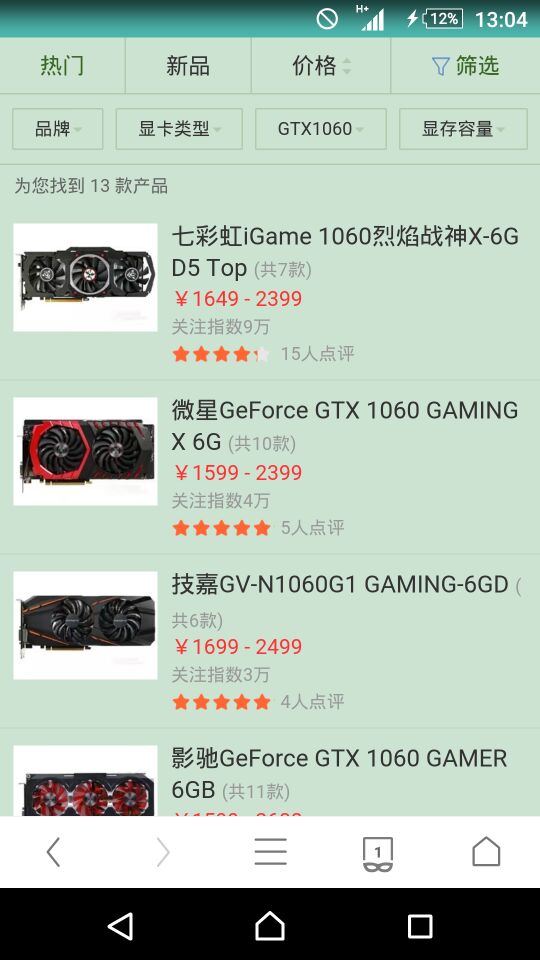 H+
12%
13:04
热门
新品
价格
筛选
品牌
显卡类型
GTX1060
显存容量
为您找到 13 款产品
七彩虹iGame 1060烈焰战神X-6G
D5 Top (共7款)
￥1649 - 2399
关注指数9万
15人点评
微星GeForce GTX 1060 GAMING
X 6G (共10款)
￥1599 - 2399
关注指数4万
5人点评
技嘉GV-N1060G1 GAMING-6GD (
共6款)
￥1699 - 2499
关注指数3万
4人点评
影驰GeForce GTX 1060 GAMER
6GB (共11款)
1